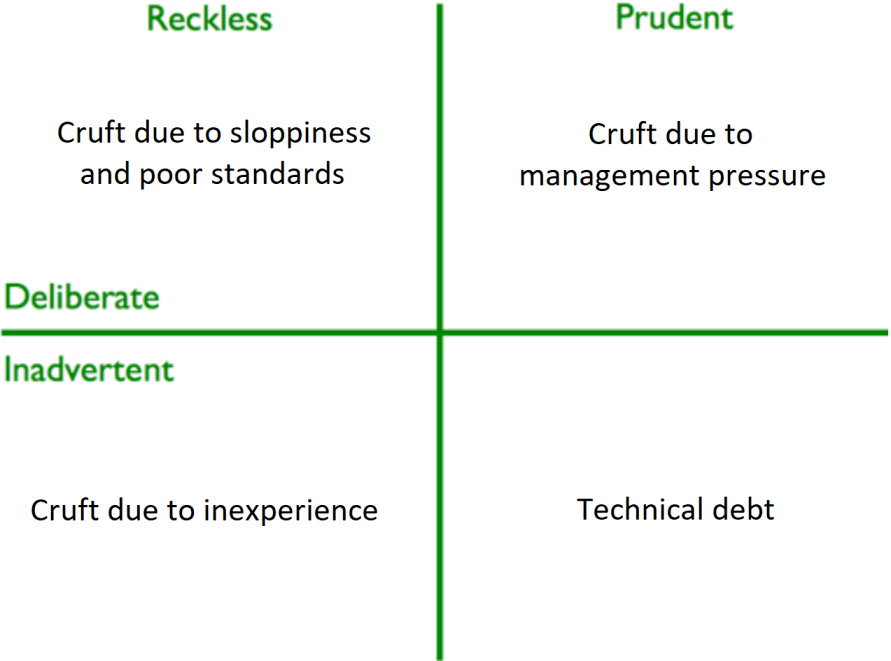 Reckless
Prudent
Cruft due to sloppiness
and poor standards
Cruft due to
management pressure
Deliberate
Inadvertent
Cruft due to inexperience
Technical debt